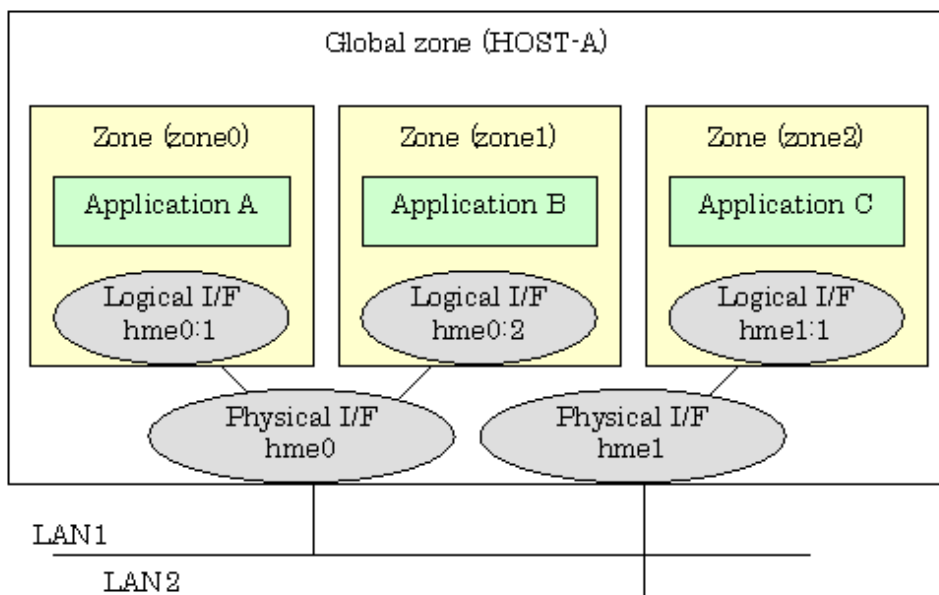 Global zone (HOST-A)
Zone (zone0)
Zone (zone1)
Zone (zone2)
Application A
Application B
Application C
Logical I/F
hme0:1
Logical I/F
hme0:2
Logical I/F
hme1:1
Physical I/F
hme0
Physical I/F
hme1
LAN1
LAN2